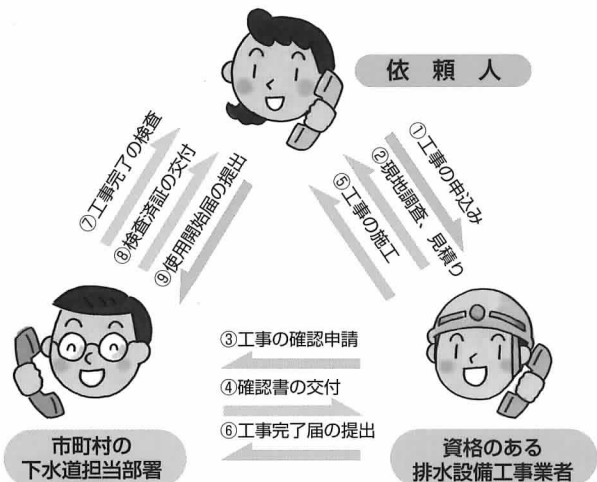 依頼人
①工事の申込み
②現地調査、見積り
⑤工事の施工
⑦工事完了の検査
⑧検査済証の交付
⑨使用開始届の提出
③工事の確認申請
④確認書の交付
⑥工事完了届の提出
市町村の
下水道担当部署
資格のある
排水設備工事業者